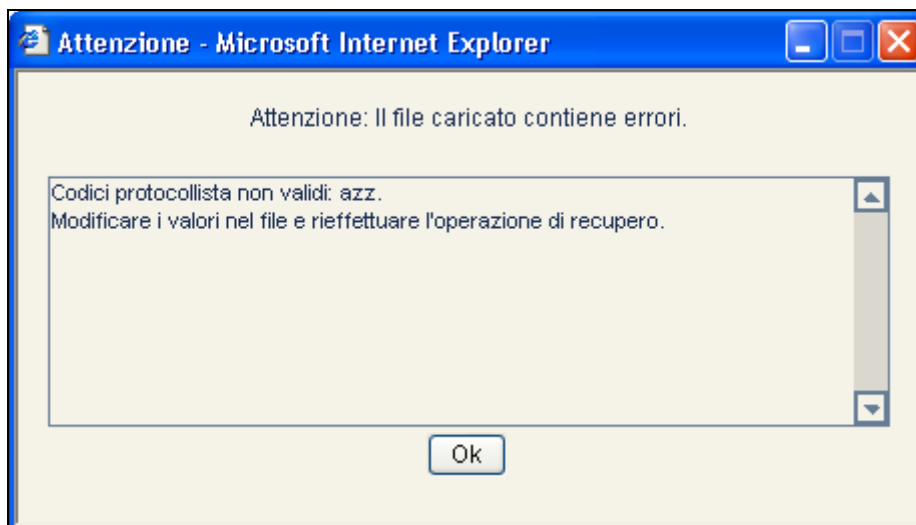 Attenzione - Microsoft Internet Explorer
Attenzione: Il file caricato contiene errori.
Codici protocollista non validi: azz.
Modificare i valori nel file e rieffettuare l'operazione di recupero.
Ok